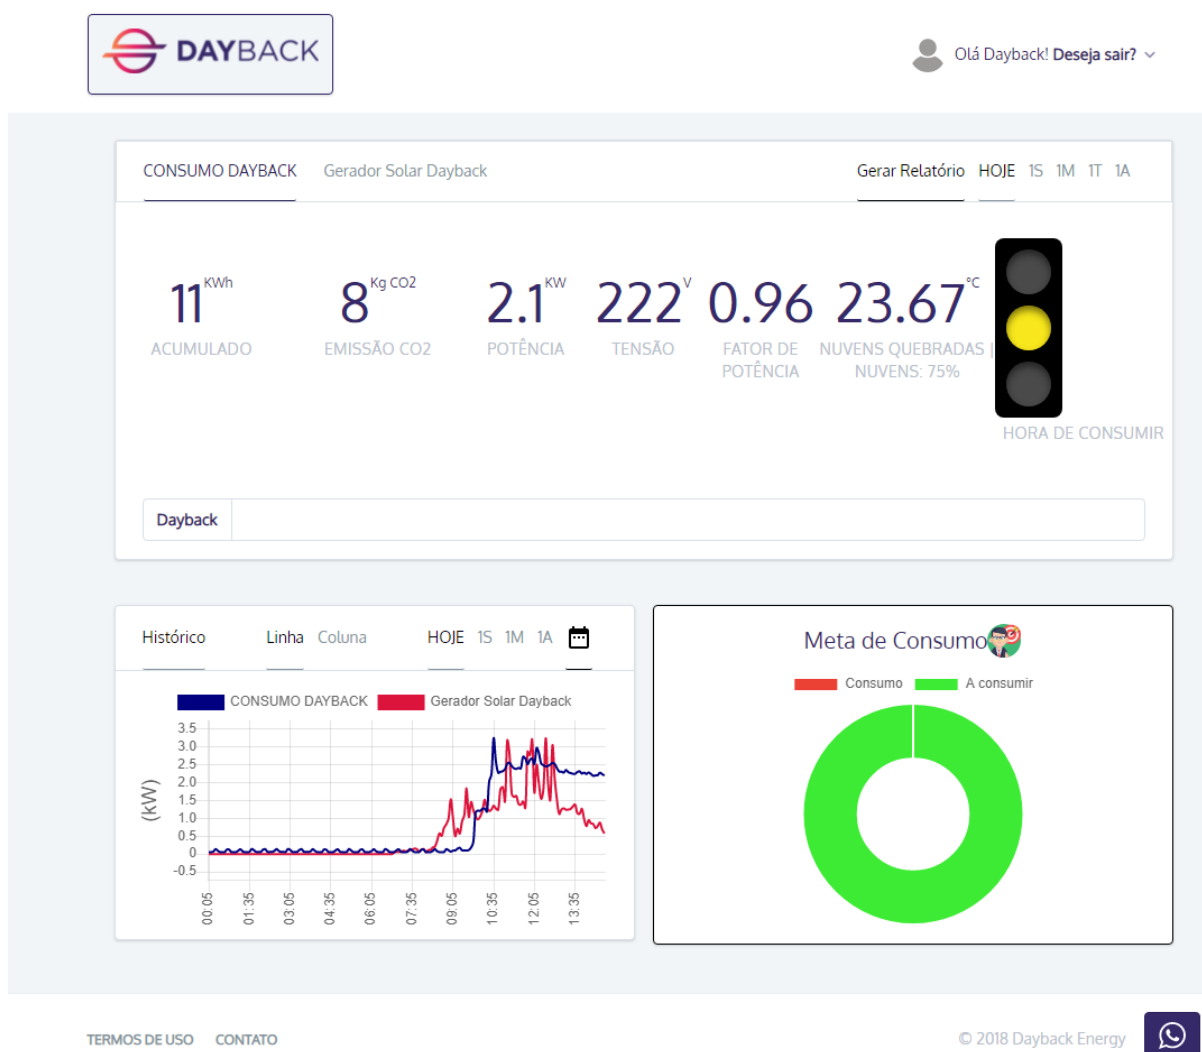 DAYBACK
Olá Dayback! Deseja sair?
CONSUMO DAYBACK Gerador Solar Dayback Gerar Relatório HOJE 1S 1M 1T 1A
11 KWh 8 Kg CO2 2.1 KW 222 V 0.96 23.67 °C
ACUMULADO EMISSÃO CO2 POTÊNCIA TENSÃO FATOR DE NUVENS QUEBRADAS |
POTÊNCIA NUVENS: 75%
HORA DE CONSUMIR
Dayback
Histórico Linha Coluna HOJE 1S 1M 1A
CONSUMO DAYBACK Gerador Solar Dayback
3.5
3.0
2.5
2.0
1.5
1.0
0.5
0
-0.5
(kW)
00:05 01:35 03:05 04:35 06:05 07:35 09:05 10:35 12:05 13:35
Meta de Consumo
Consumo A consumir
TERMOS DE USO CONTATO © 2018 Dayback Energy